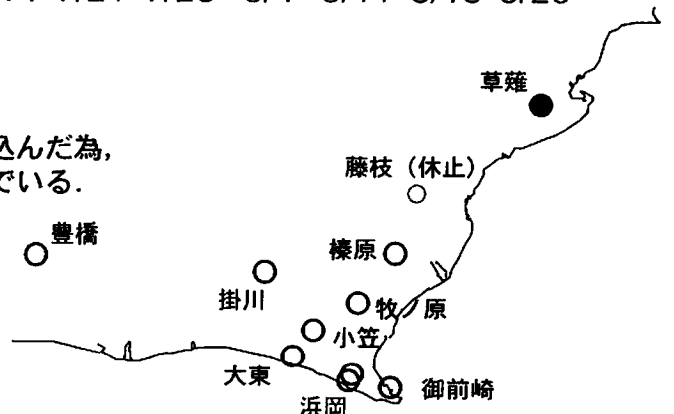 草薙
込んだ為,
でいる.
藤枝（休止）
豊橋
榛原
掛川
牧ノ原
小笠
大東
御前崎
浜岡